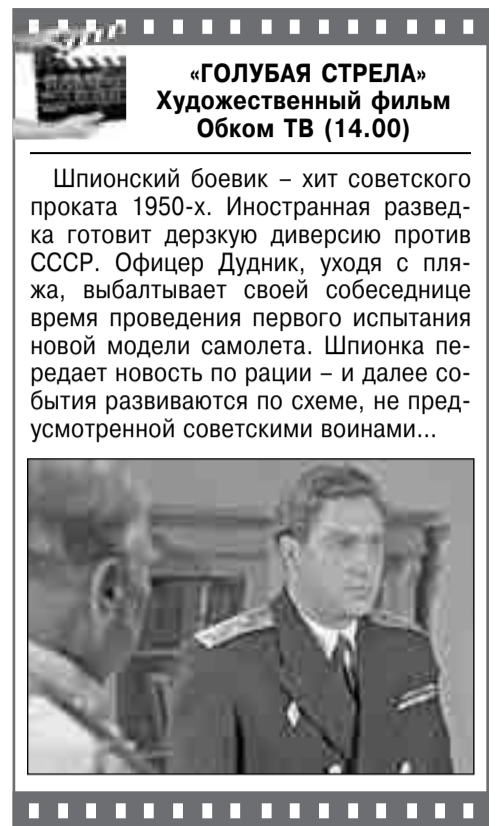 «ГОЛУБАЯ СТРЕЛА»
Художественный фильм
Обком ТВ (14.00)
Шпионский боевик – хит советского
проката 1950-х. Иностранная развед-
ка готовит дерзкую диверсию против
СССР. Офицер Дудник, уходя с пля-
жа, выбалтывает своей собеседнице
время проведения первого испытания
новой модели самолета. Шпионка пе-
редает новость по рации – и далее со-
бытия развиваются по схеме, не пред-
усмотренной советскими воинами...